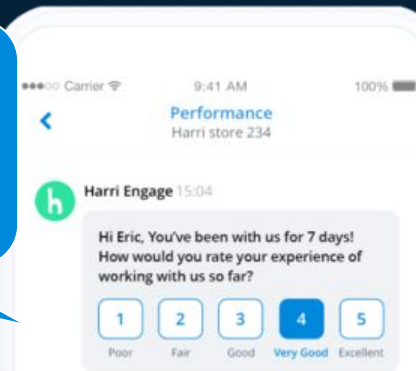 Carrier 9:41 AM 100%
Performance
Harri store 234
h
Harri Engage 15:04
Hi Eric, You've been with us for 7 days!
How would you rate your experience of
working with us so far?
1 2 3 4 5
Poor Fair Good Very Good Excellent